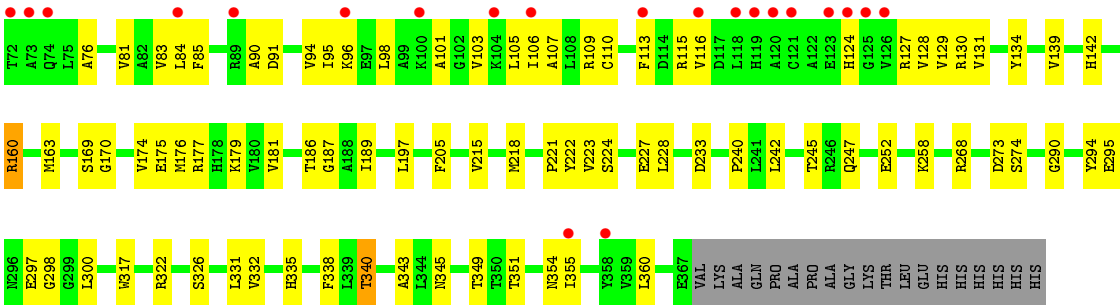 T72 A73 Q74 L75 A76 V81 A82 V83 L84 F85 R89 A90 D91 V94 I95 K96 E97 L98 A99 K100 A101 G102 V103 K104 L105 I106 A107 L108 R109 C110 F113 D114 R115 V116 D117 L118 H119 A120 C121 A122 E123 H124 G125 V126 R127 V128 V129 R130 V131 Y134 V139 H142
R160 M163 S169 G170 V174 E175 M176 R177 H178 K179 V180 V181 T186 G187 A188 I189 L197 F205 V215 M218 P221 Y222 V223 S224 E227 L228 D233 P240 L241 L242 T245 R246 Q247 E252 K258 R268 D273 S274 G290 Y294 E295
N296 E297 G298 G299 L300 W317 R322 S326 L331 V332 H335 F338 L339 T340 A343 L344 N345 T349 T350 T351 N354 I355 Y358 V359 L360 E367 VAL LYS ALA GLN PRO ALA PRO ALA GLY LYS THR LEU GLU HIS HIS HIS HIS HIS HIS